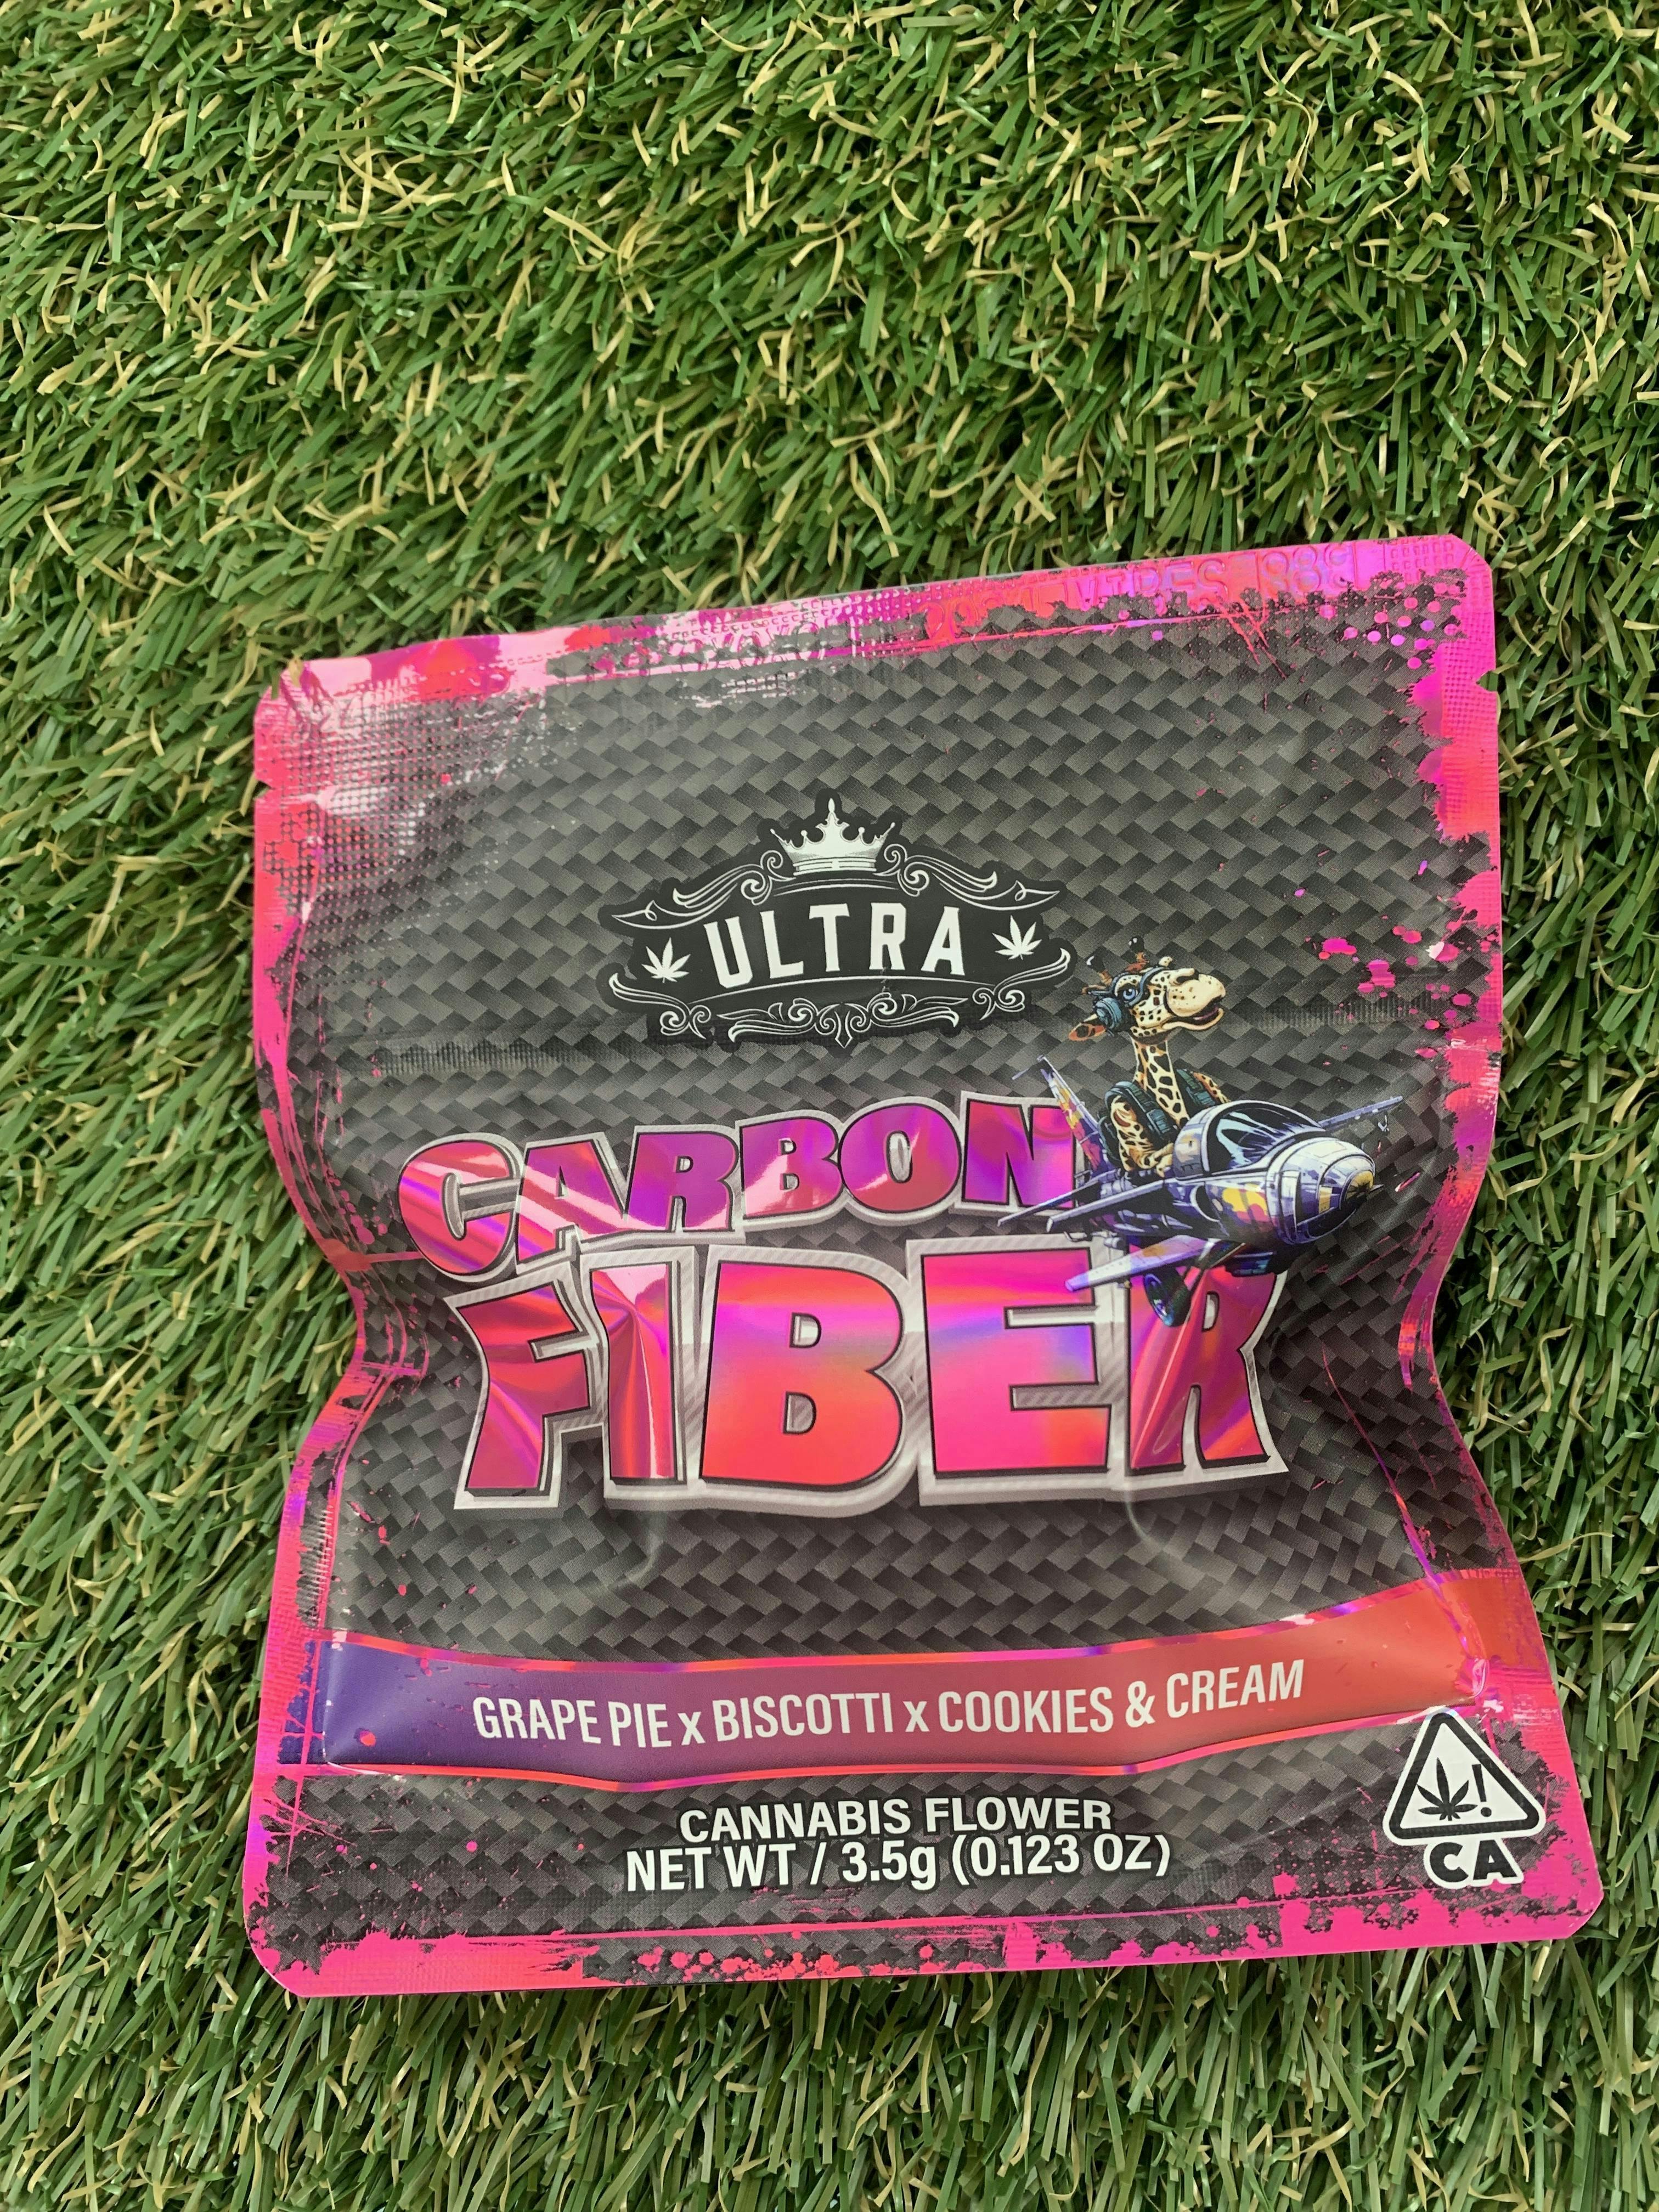 ULTRA
CARBON
FIBER
GRAPE PIE x BISCOTTI x COOKIES & CREAM
CANNABIS FLOWER
NET WT / 3.5g (0.123 OZ)
!
CA